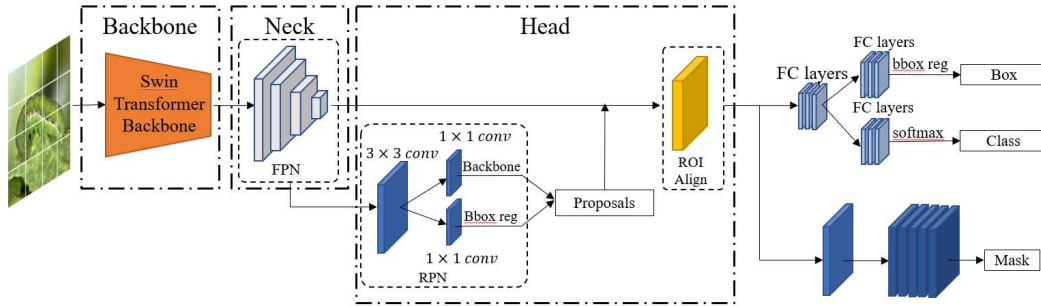 Backbone
Neck
Head
Swin
Transformer
Backbone
FPN
3 × 3 conv
1 × 1 conv
Backbone
Bbox reg
1 × 1 conv
RPN
Proposals
ROI
Align
FC layers
FC layers
bbox reg
Box
FC layers
softmax
Class
Mask